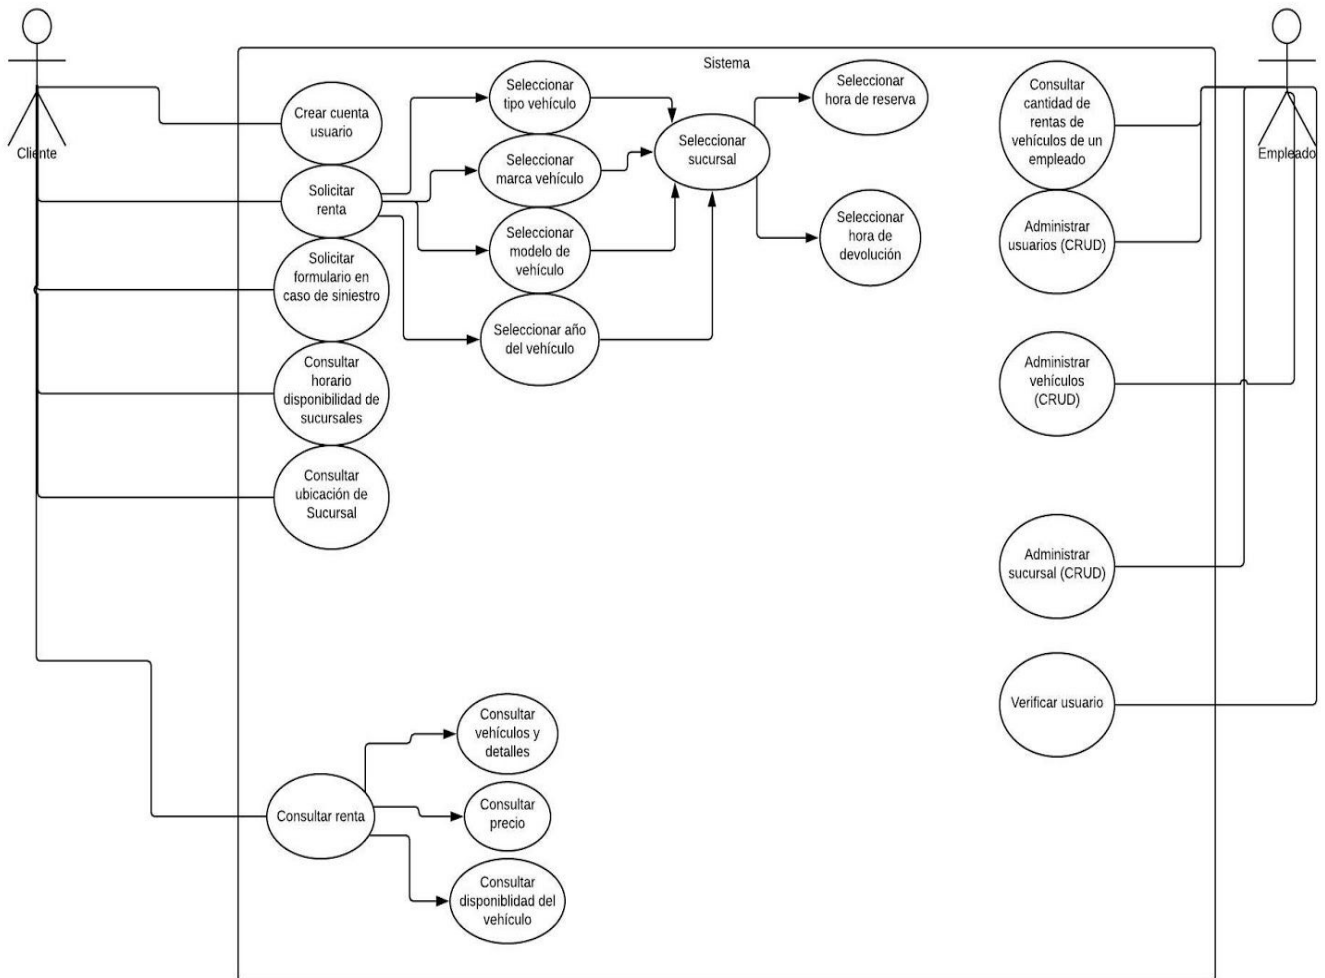 Sistema
Cliente
Empleado
Crear cuenta
usuario
Solicitar
renta
Solicitar
formulario en
caso de siniestro
Consultar
horario
disponibilidad de
sucursales
Consultar
ubicación de
Sucursal
Seleccionar
tipo vehículo
Seleccionar
marca vehículo
Seleccionar
modelo de
vehículo
Seleccionar año
del vehículo
Seleccionar
sucursal
Seleccionar
hora de reserva
Seleccionar
hora de
devolución
Consultar
cantidad de
rentas de
vehículos de un
empleado
Administrar
usuarios (CRUD)
Administrar
vehículos
(CRUD)
Administrar
sucursal (CRUD)
Verificar usuario
Consultar renta
Consultar
vehículos y
detalles
Consultar
precio
Consultar
disponiblidad del
vehículo